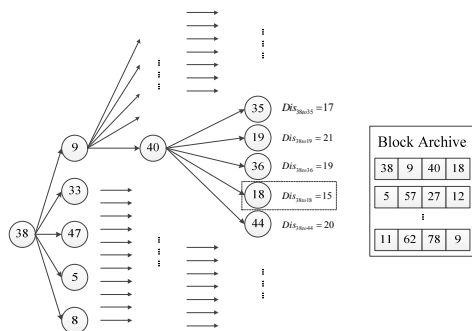 35
Dis38to35 =17
9
40
19
Dis38to19 =21
36
Dis38to36 =19
33
18
Dis38to18 =15
38
47
44
Dis38to44 =20
5
8
Block Archive
38 9 40 18
5 57 27 12
11 62 78 9